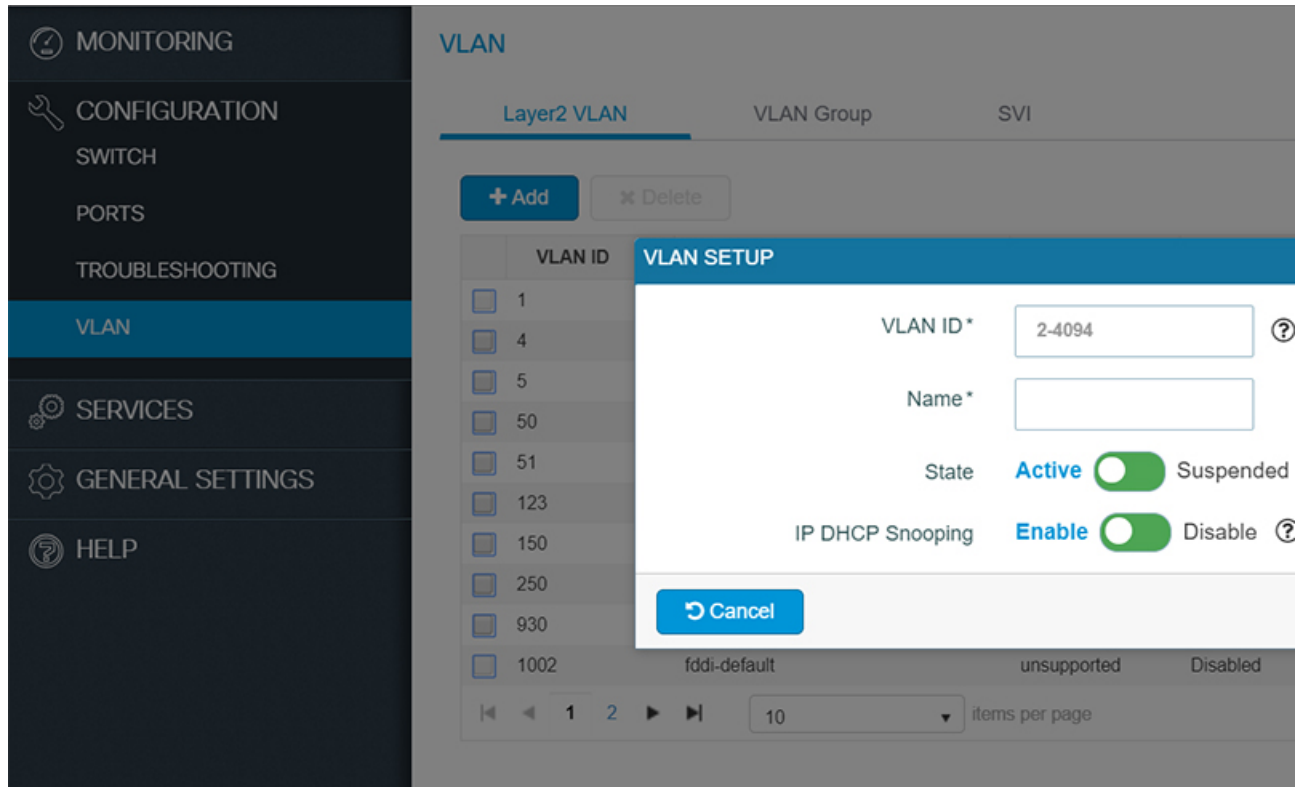 MONITORING
CONFIGURATION
SWITCH
PORTS
TROUBLESHOOTING
VLAN
SERVICES
GENERAL SETTINGS
HELP
VLAN
Layer2 VLAN VLAN Group SVI
Add Delete
VLAN ID
1
4
5
50
51
123
150
250
930
1002 fddi-default unsupported Disabled
1 2 10 items per page
VLAN SETUP
VLAN ID* 2-4094 ?
Name*
State Active Suspended
IP DHCP Snooping Enable Disable ?
Cancel